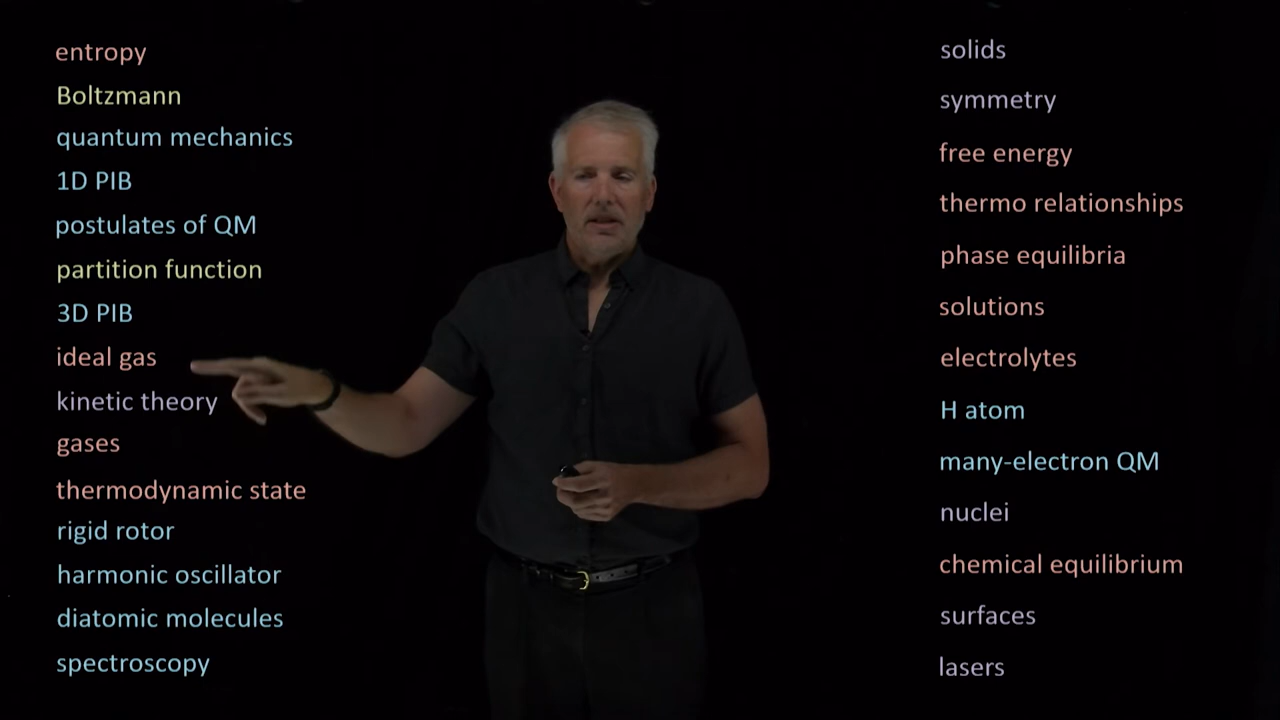 entropy
Boltzmann
quantum mechanics
1D PIB
postulates of QM
partition function
3D PIB
ideal gas
kinetic theory
gases
thermodynamic state
rigid rotor
harmonic oscillator
diatomic molecules
spectroscopy
solids
symmetry
free energy
thermo relationships
phase equilibria
solutions
electrolytes
H atom
many-electron QM
nuclei
chemical equilibrium
surfaces
lasers